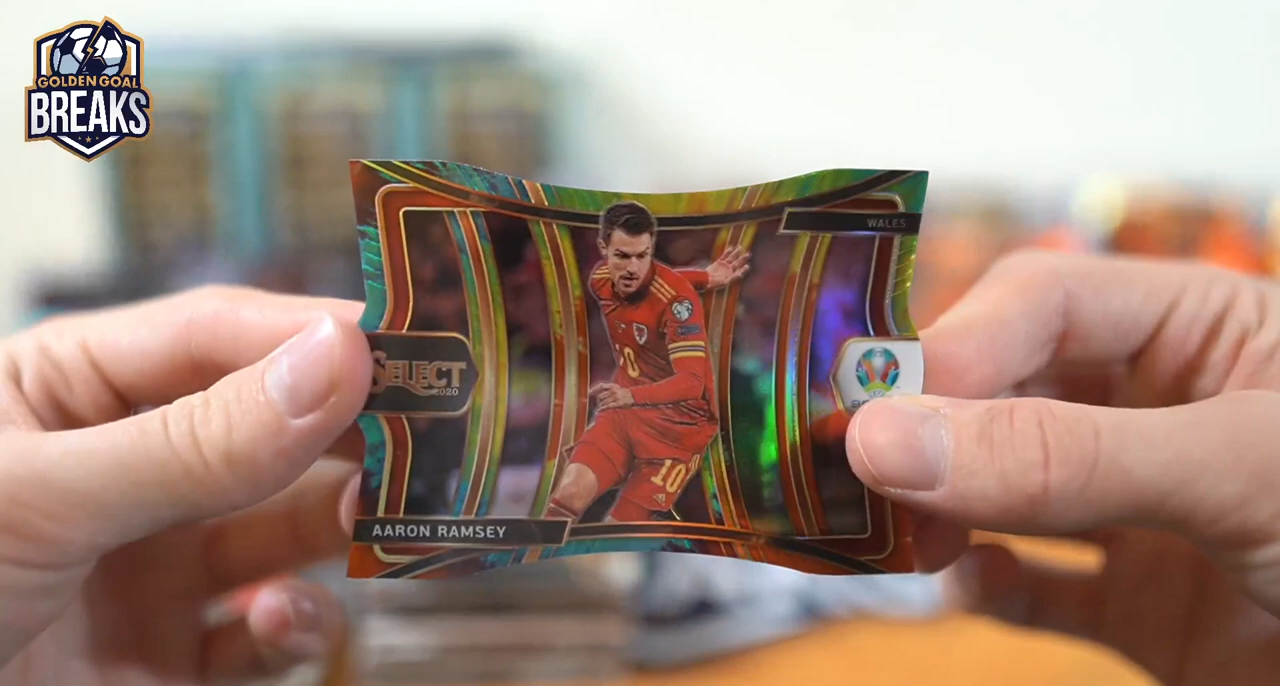 GOLDEN GOAL
BREAKS
WALES
10
SELECT
2020
10
AARON RAMSEY